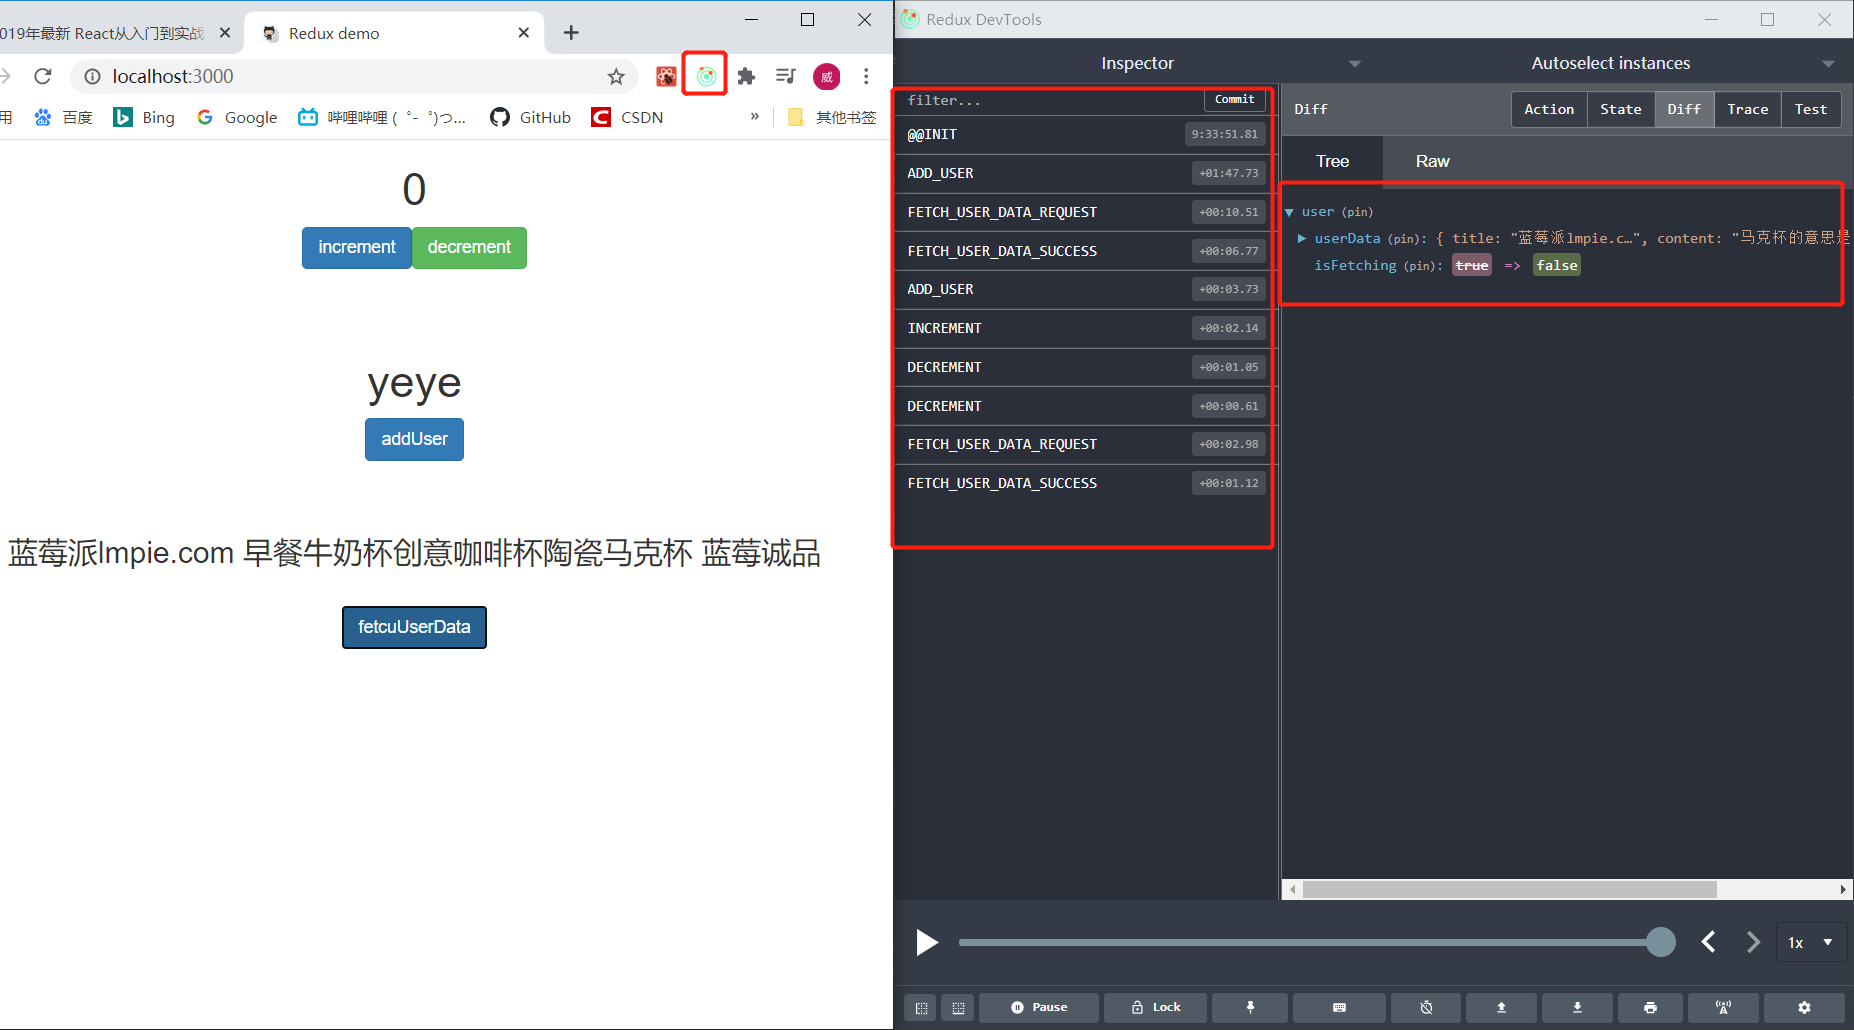 019年最新 React从入门到实战
Redux demo
localhost:3000
威
用
百度
Bing
Google
哔哩哔哩 ( ゜- ゜)つ...
GitHub
CSDN
»
其他书签
0
increment
decrement
yeye
addUser
蓝莓派lmpie.com 早餐牛奶杯创意咖啡杯陶瓷马克杯 蓝莓诚品
fetcuUserData
Redux DevTools
Inspector
Autoselect instances
filter...
Commit
@@INIT 9:33:51.81
ADD_USER +01:47.73
FETCH_USER_DATA_REQUEST +00:10.51
FETCH_USER_DATA_SUCCESS +00:06.77
ADD_USER +00:03.73
INCREMENT +00:02.14
DECREMENT +00:01.05
DECREMENT +00:00.61
FETCH_USER_DATA_REQUEST +00:02.98
FETCH_USER_DATA_SUCCESS +00:01.12
Diff
Action State Diff Trace Test
Tree Raw
user (pin)
userData (pin): { title: "蓝莓派lmpie.c…", content: "马克杯的意思是
isFetching (pin): true => false
1x
Pause
Lock